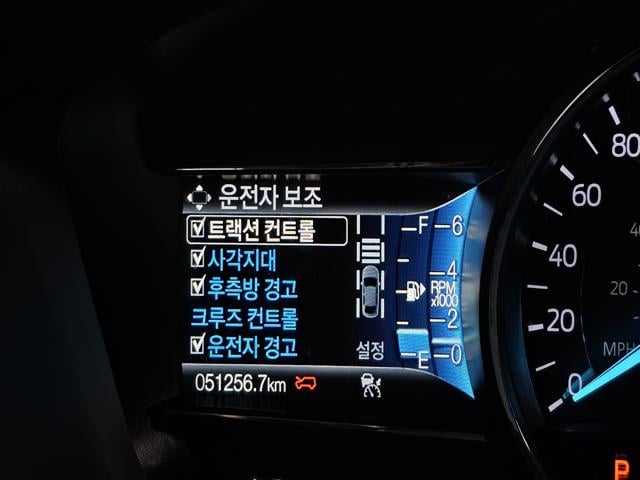 운전자 보조
트랙션 컨트롤
사각지대
후측방 경고
크루즈 컨트롤
운전자 경고
설정
051256.7km
F 6
4
RPM
x1000
2
E 0
80
60
40
20
0
40
20
MPH
P